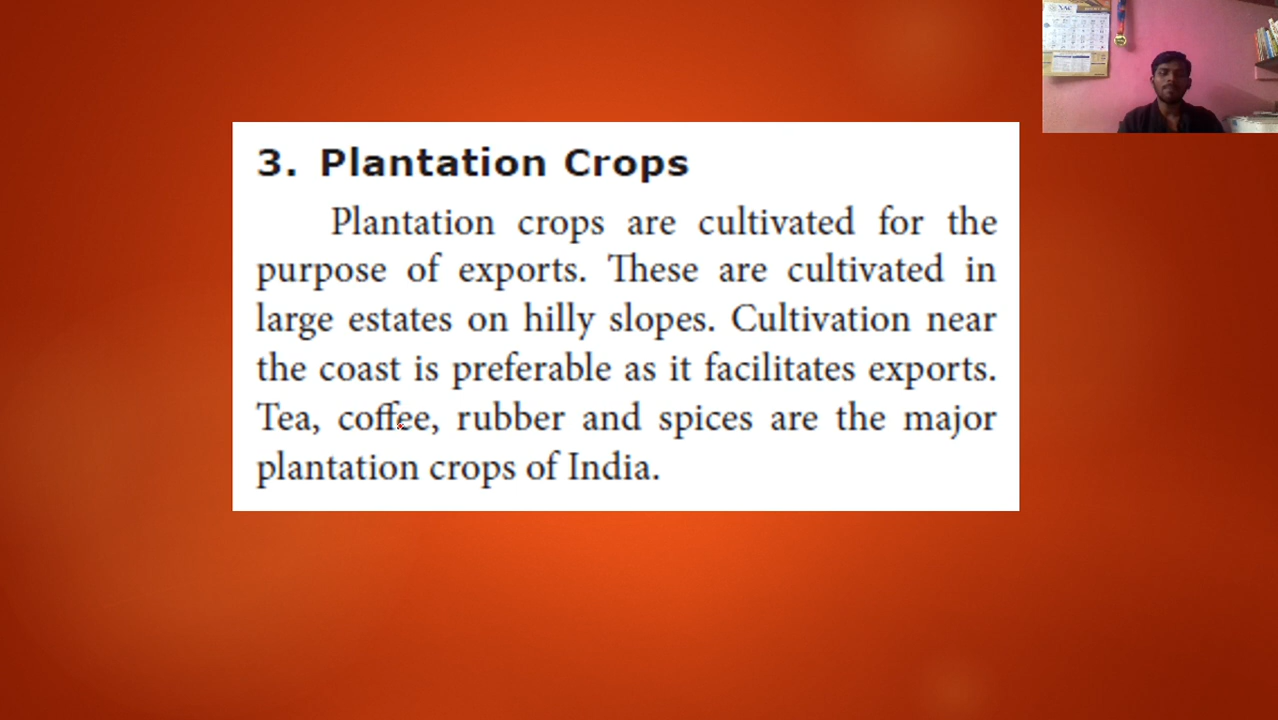 3. Plantation Crops
Plantation crops are cultivated for the
purpose of exports. These are cultivated in
large estates on hilly slopes. Cultivation near
the coast is preferable as it facilitates exports.
Tea, coffee, rubber and spices are the major
plantation crops of India.